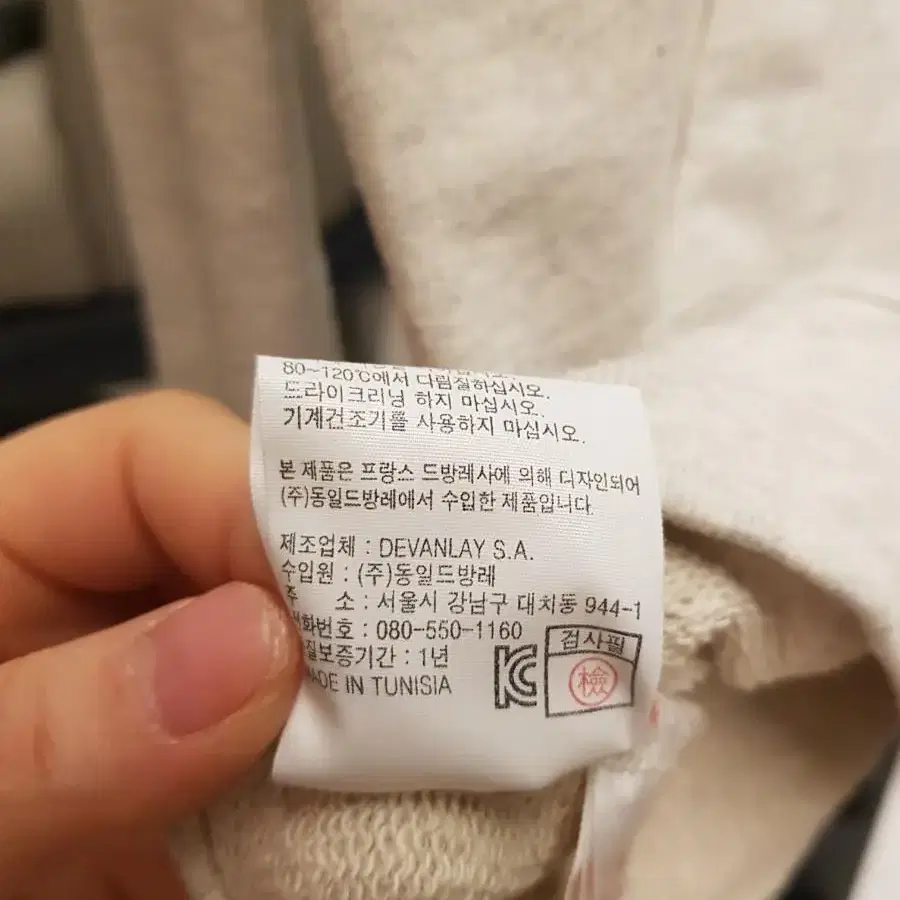 80~120℃에서 다림질하십시오.
드라이크리닝 하지 마십시오.
기계건조기를 사용하지 마십시오.
본 제품은 프랑스 드방레사에 의해 디자인되어
(주)동일드방레에서 수입한 제품입니다.
제조업체 : DEVANLAY S.A.
수입원 : (주)동일드방레
주 소 : 서울시 강남구 대치동 944-1
전화번호 : 080-550-1160
품질보증기간 : 1년
MADE IN TUNISIA
KC
검사필
檢